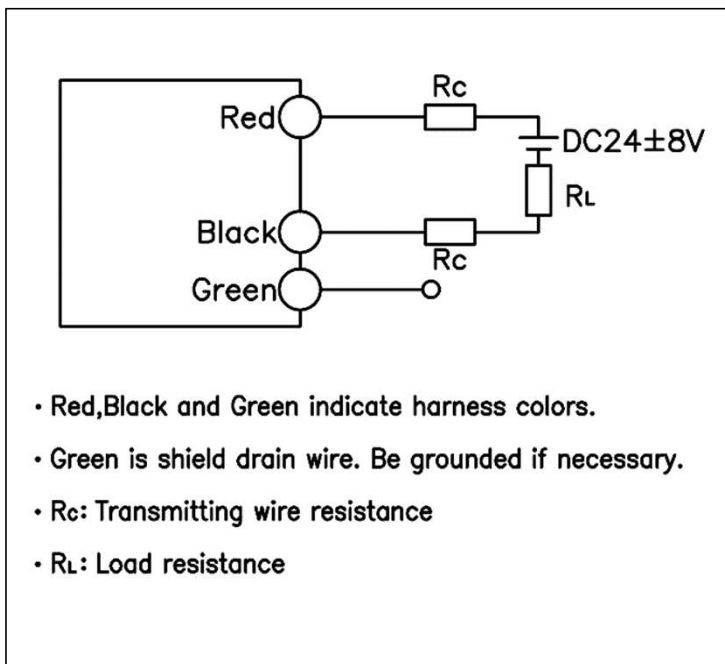 Rc
Red
DC24±8V
RL
Black
Rc
Green
· Red,Black and Green indicate harness colors.
· Green is shield drain wire. Be grounded if necessary.
· Rc: Transmitting wire resistance
· RL: Load resistance